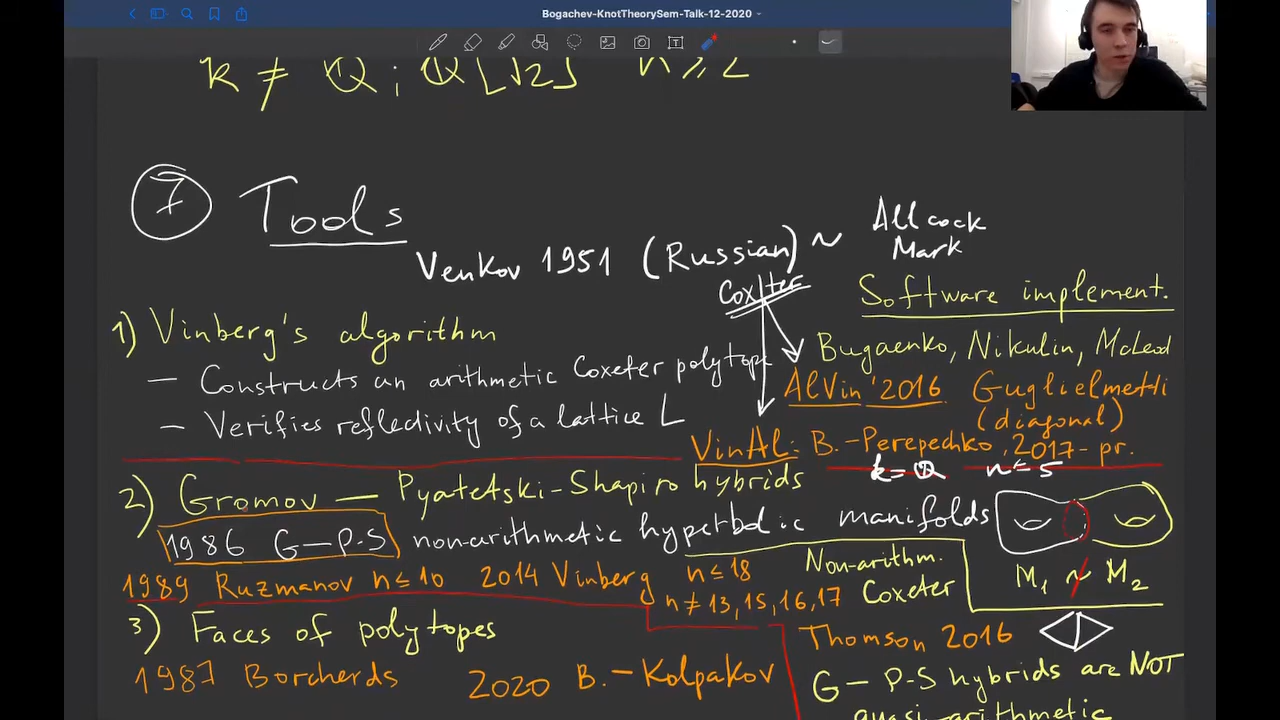 Bogachev-KnotTheorySem-Talk-12-2020
k ≠ Q ; Q[√2] n ≥ 2
7 Tools
Venkov 1951 (Russian) ~ Allcock
Mark
Coxeter
Software implement.
1) Vinberg's algorithm
— Constructs an arithmetic Coxeter polytope
— Verifies reflectivity of a lattice L
Bugaenko, Nikulin, McLeod
AlVin '2016 Guglielmetti
(diagonal)
VinAl: B.-Perepechko, 2017- pr.
k=Q n ≤ 5
2) Gromov — Pyatetski-Shapiro hybrids
1986 G—P-S non-arithmetic hyperbolic manifolds
M₁ ≁ M₂
1989 Ruzmanov n ≤ 10 2014 Vinberg n ≤ 18
n ≠ 13, 15, 16, 17
Non-arithm.
Coxeter
3) Faces of polytopes
1987 Borcherds 2020 B.-Kolpakov
Thomson 2016
G— P-S hybrids are NOT
quasi-arithmetic